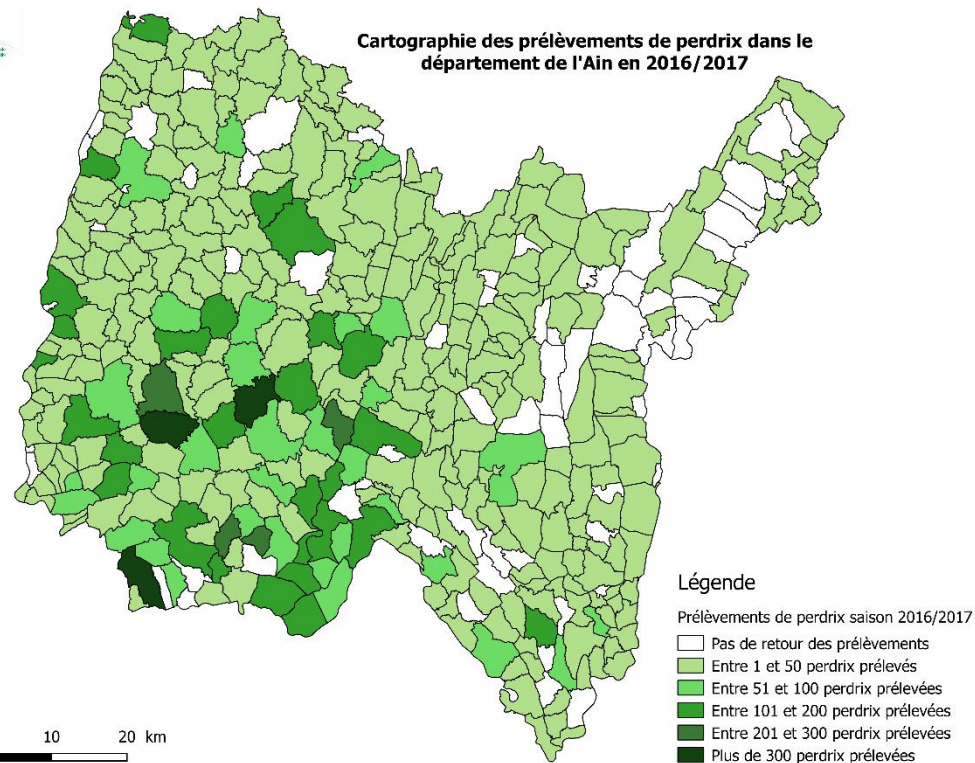 Cartographie des prélèvements de perdrix dans le
département de l'Ain en 2016/2017
Légende
Prélèvements de perdrix saison 2016/2017
Pas de retour des prélèvements
Entre 1 et 50 perdrix prélevés
Entre 51 et 100 perdrix prélevées
Entre 101 et 200 perdrix prélevées
Entre 201 et 300 perdrix prélevées
Plus de 300 perdrix prélevées
10 20 km